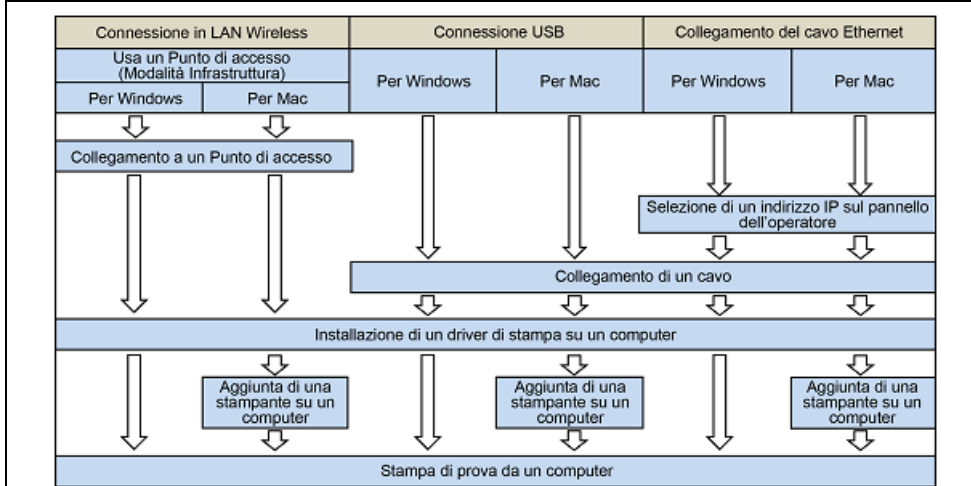 Connessione in LAN Wireless
Connessione USB
Collegamento del cavo Ethernet
Usa un Punto di accesso
(Modalità Infrastruttura)
Per Windows
Per Mac
Per Windows
Per Mac
Per Windows
Per Mac
Collegamento a un Punto di accesso
Selezione di un indirizzo IP sul pannello
dell'operatore
Collegamento di un cavo
Installazione di un driver di stampa su un computer
Aggiunta di una
stampante su un
computer
Aggiunta di una
stampante su un
computer
Aggiunta di una
stampante su un
computer
Stampa di prova da un computer